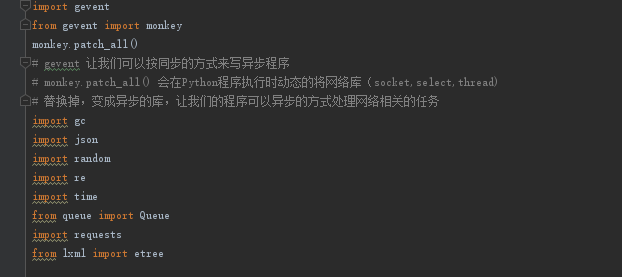 import gevent
from gevent import monkey
monkey.patch_all()
# gevent 让我们可以按同步的方式来写异步程序
# monkey.patch_all() 会在Python程序执行时动态的将网络库（socket,select,thread）
# 替换掉，变成异步的库，让我们的程序可以异步的方式处理网络相关的任务
import gc
import json
import random
import re
import time
from queue import Queue
import requests
from lxml import etree